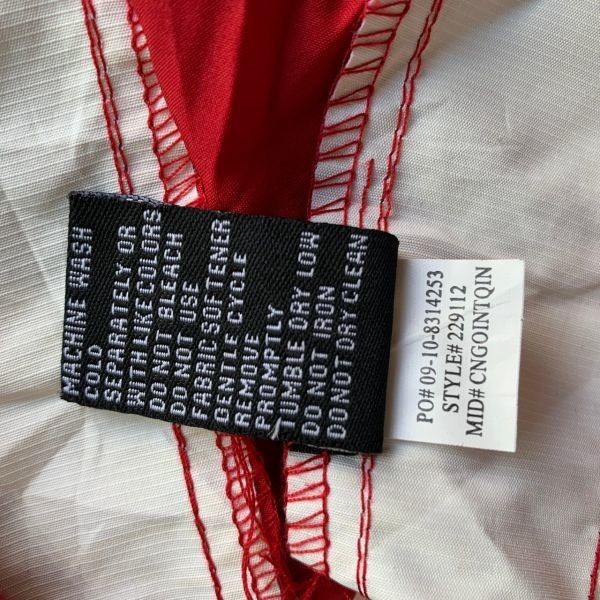 MACHINE WASH
COLD
SEPARATELY OR
WITH LIKE COLORS
DO NOT BLEACH
DO NOT USE
FABRIC SOFTENER
GENTLE CYCLE
REMOVE
PROMPTLY
TUMBLE DRY LOW
DO NOT IRON
DO NOT DRY CLEAN
PO# 09-10-8314253
STYLE# 229112
MID# CNGOINTQIN